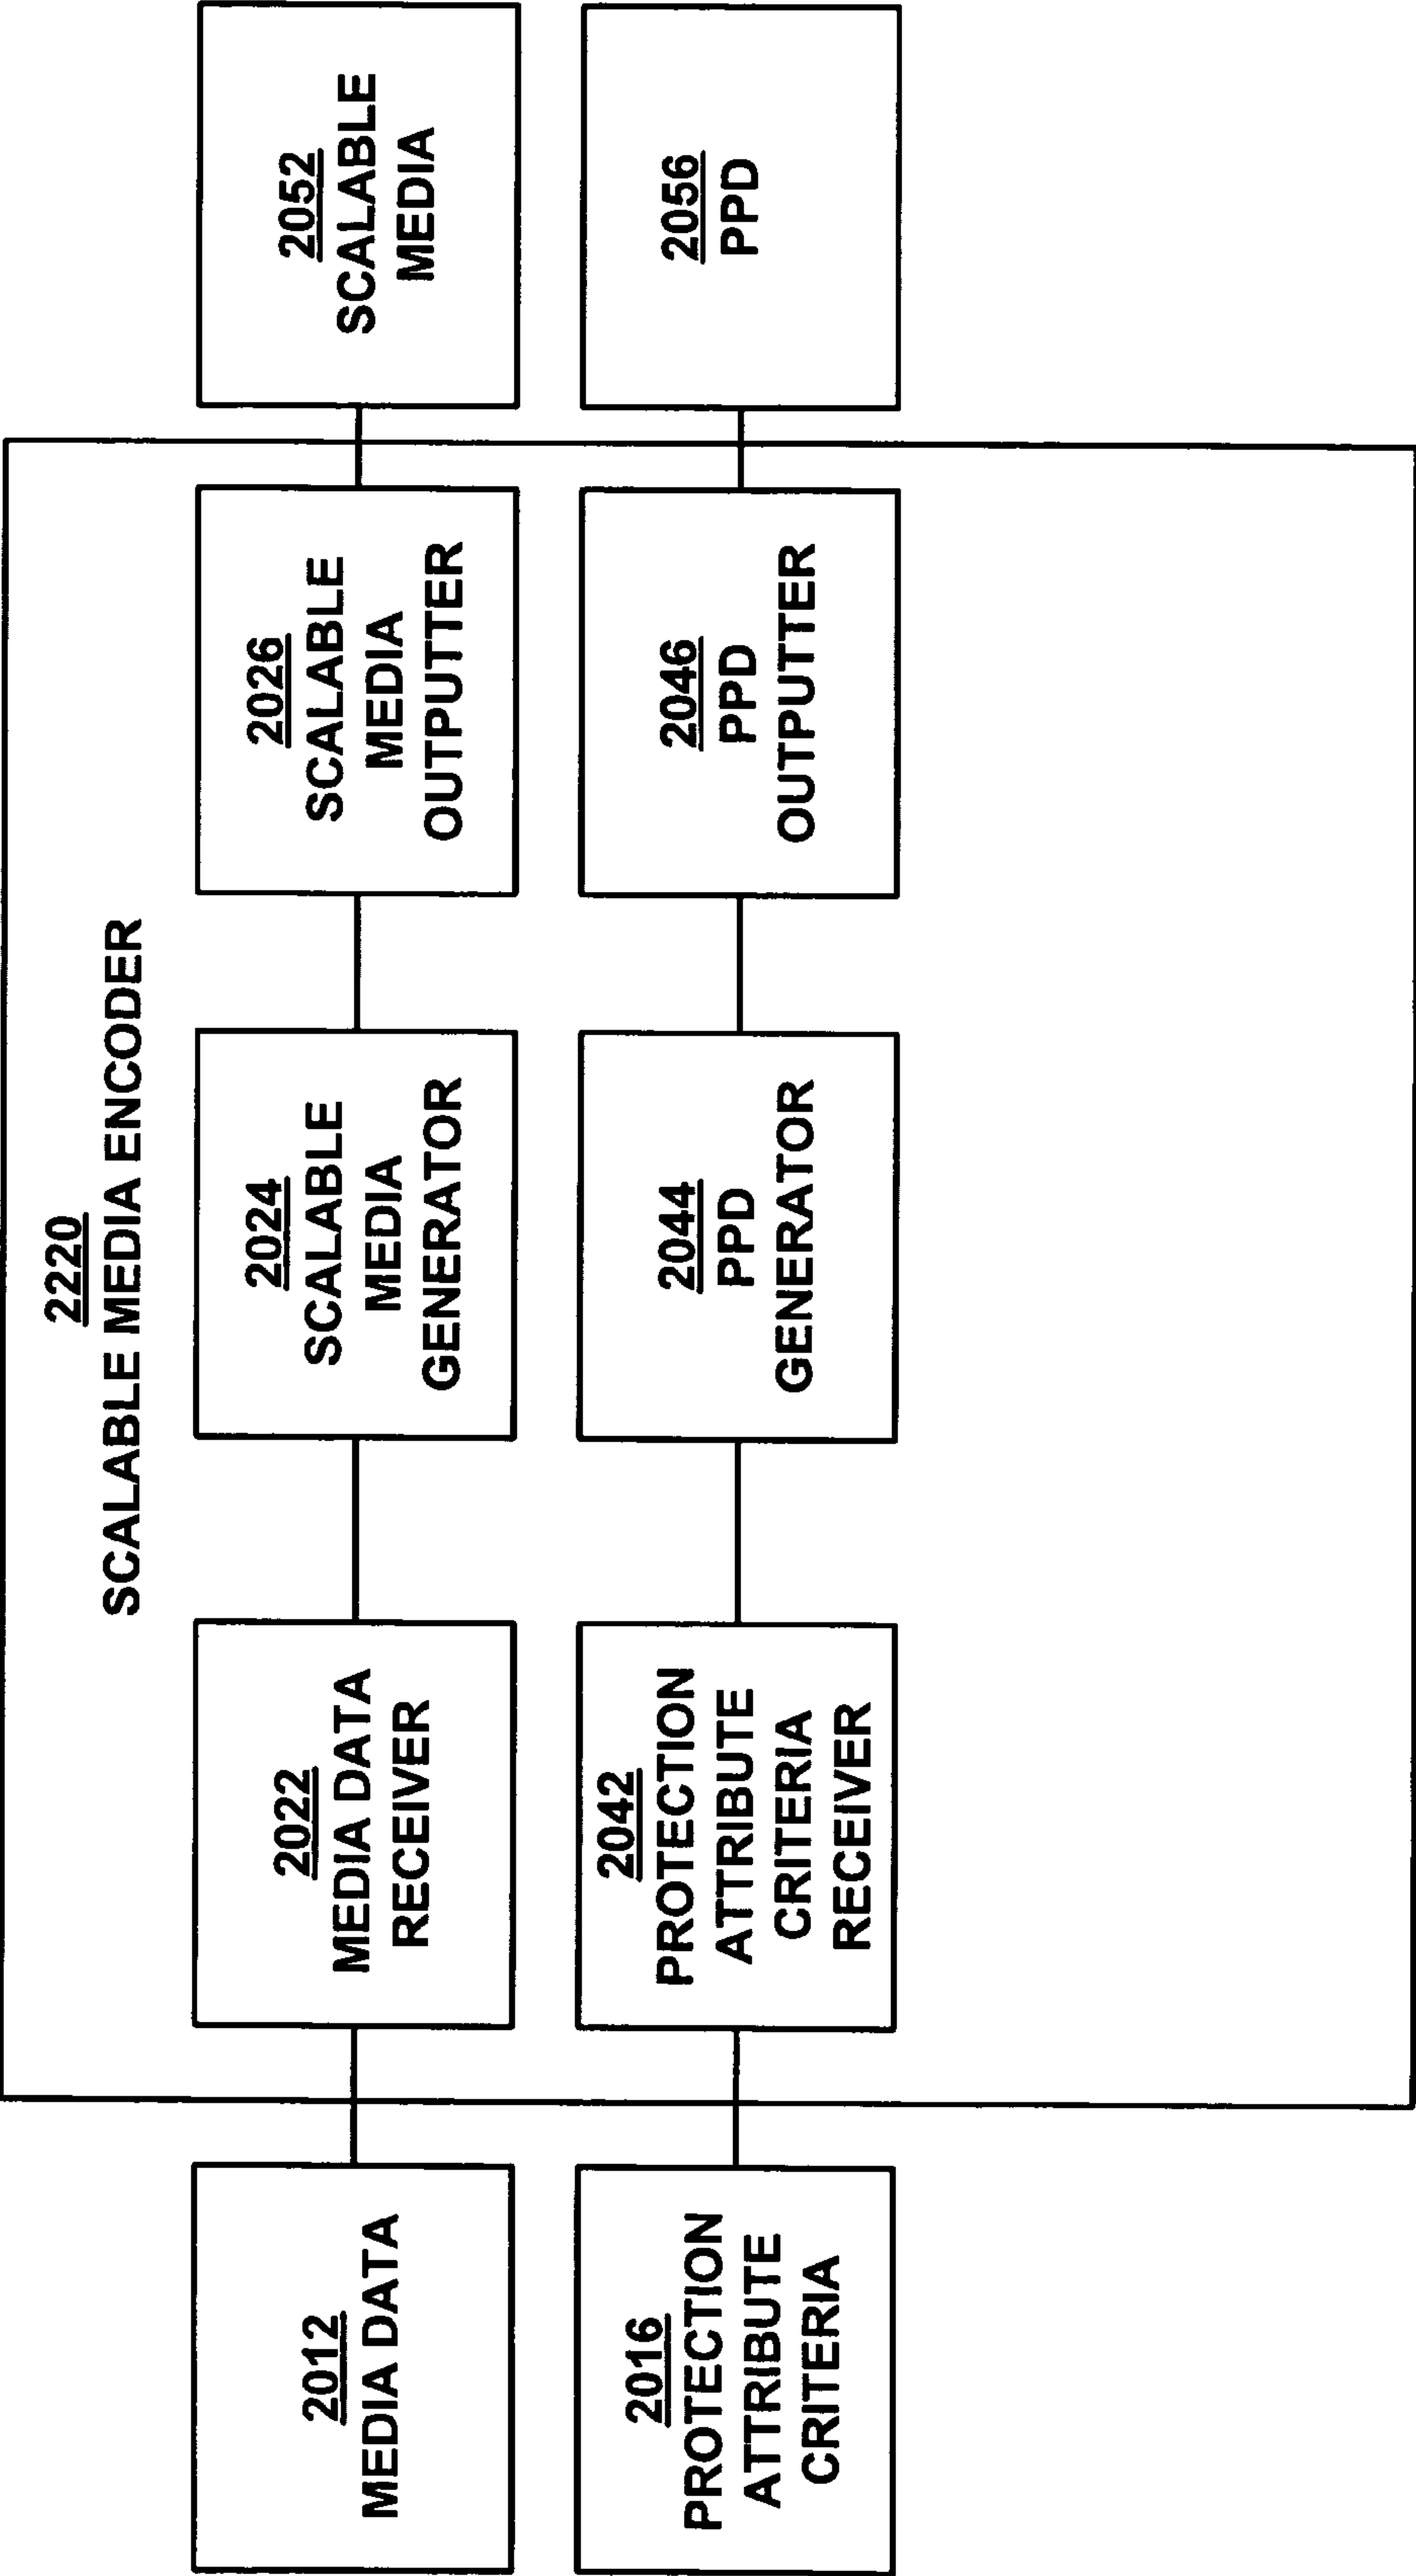 2220
SCALABLE MEDIA ENCODER
2012
MEDIA DATA
2022
MEDIA DATA
RECEIVER
2024
SCALABLE
MEDIA
GENERATOR
2026
SCALABLE
MEDIA
OUTPUTTER
2052
SCALABLE
MEDIA
2016
PROTECTION
ATTRIBUTE
CRITERIA
2042
PROTECTION
ATTRIBUTE
CRITERIA
RECEIVER
2044
PPD
GENERATOR
2046
PPD
OUTPUTTER
2056
PPD